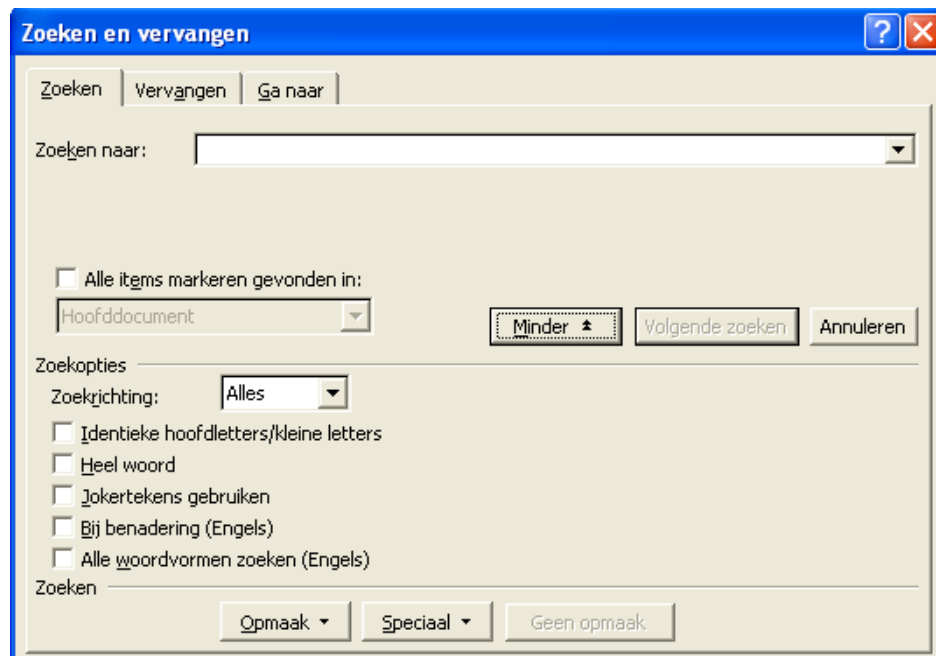 Zoeken en vervangen
Zoeken Vervangen Ga naar
Zoeken naar:
Alle items markeren gevonden in:
Hoofddocument Minder Volgende zoeken Annuleren
Zoekopties
Zoekrichting: Alles
Identieke hoofdletters/kleine letters
Heel woord
Jokertekens gebruiken
Bij benadering (Engels)
Alle woordvormen zoeken (Engels)
Zoeken
Opmaak Speciaal Geen opmaak